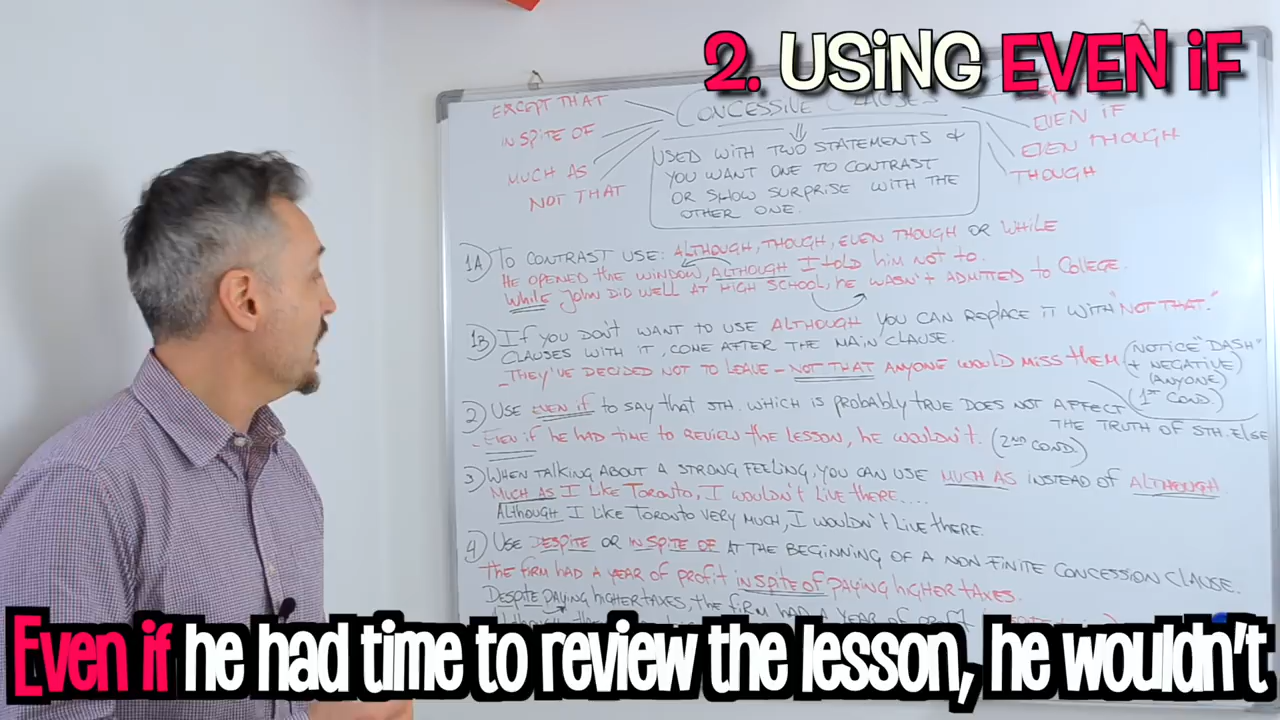 2. USiNG EVEN iF
EXCEPT THAT
IN SPITE OF
MUCH AS
NOT THAT
CONCESSIVE CLAUSES
EVEN IF
EVEN THOUGH
THOUGH
USED WITH TWO STATEMENTS &
YOU WANT ONE TO CONTRAST
OR SHOW SURPRISE WITH THE
OTHER ONE.
1A) TO CONTRAST USE: ALTHOUGH, THOUGH, EVEN THOUGH OR WHILE
HE OPENED the WINDOW, ALTHOUGH I told him not to.
While John DID WELL AT HIGH SCHOOL, he WASN'T ADMITTED to College.
1B) If you DON'T WANT TO USE ALTHOUGH YOU CAN REPLACE IT WITH "NOT THAT."
CLAUSES WITH IT, COME AFTER THE MAIN CLAUSE.
- They've DECIDED NOT TO LEAVE - NOT THAT ANYONE WOULD MISS them
(NOTICE "DASH"
+ NEGATIVE)
(ANYONE)
(1ST COND.)
2) USE EVEN if to SAY that STH. WHICH IS PRObAbly tRUE DOES NOT AFFECT
THE TRUTH OF STH. ELSE
- EVEN if he HAD TIME to REVIEW the LESSON, he WOULDN'T. (2ND COND.)
3) WHEN TALKING ABOUT A STRONG FEELING, YOU CAN USE MUCH AS INSTEAD OF ALTHOUGH
MUCH AS I LIKE TORONTO, I WOULDN'T LIVE THERE....
Although I LIKE TORONTO VERY MUCH, I WOULDN'T LIVE THERE.
4) USE DESPITE OR IN SPITE OF AT THE BEGINNING OF A NON FINITE CONCESSION CLAUSE.
The fIRM HAD A YEAR OF PROFIT IN SPITE OF PAYING HIGHER TAXES.
DESPITE PAYING HIGHER TAXES, the fIRM HAD A YEAR OF PROFIT
Even if he had time to review the lesson, he wouldn't